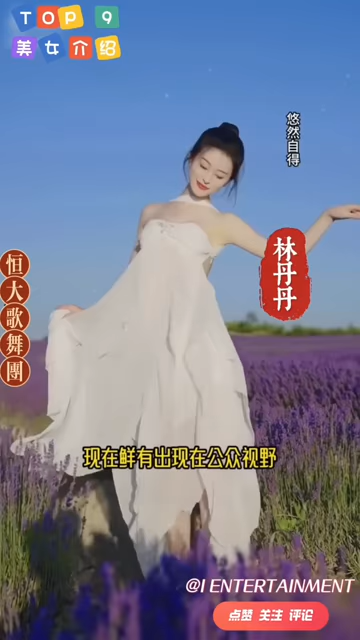 TOP 9
美女介绍
悠然自得
林丹丹
恒大歌舞團
现在鲜有出现在公众视野
@I ENTERTAINMENT
点赞 关注 评论